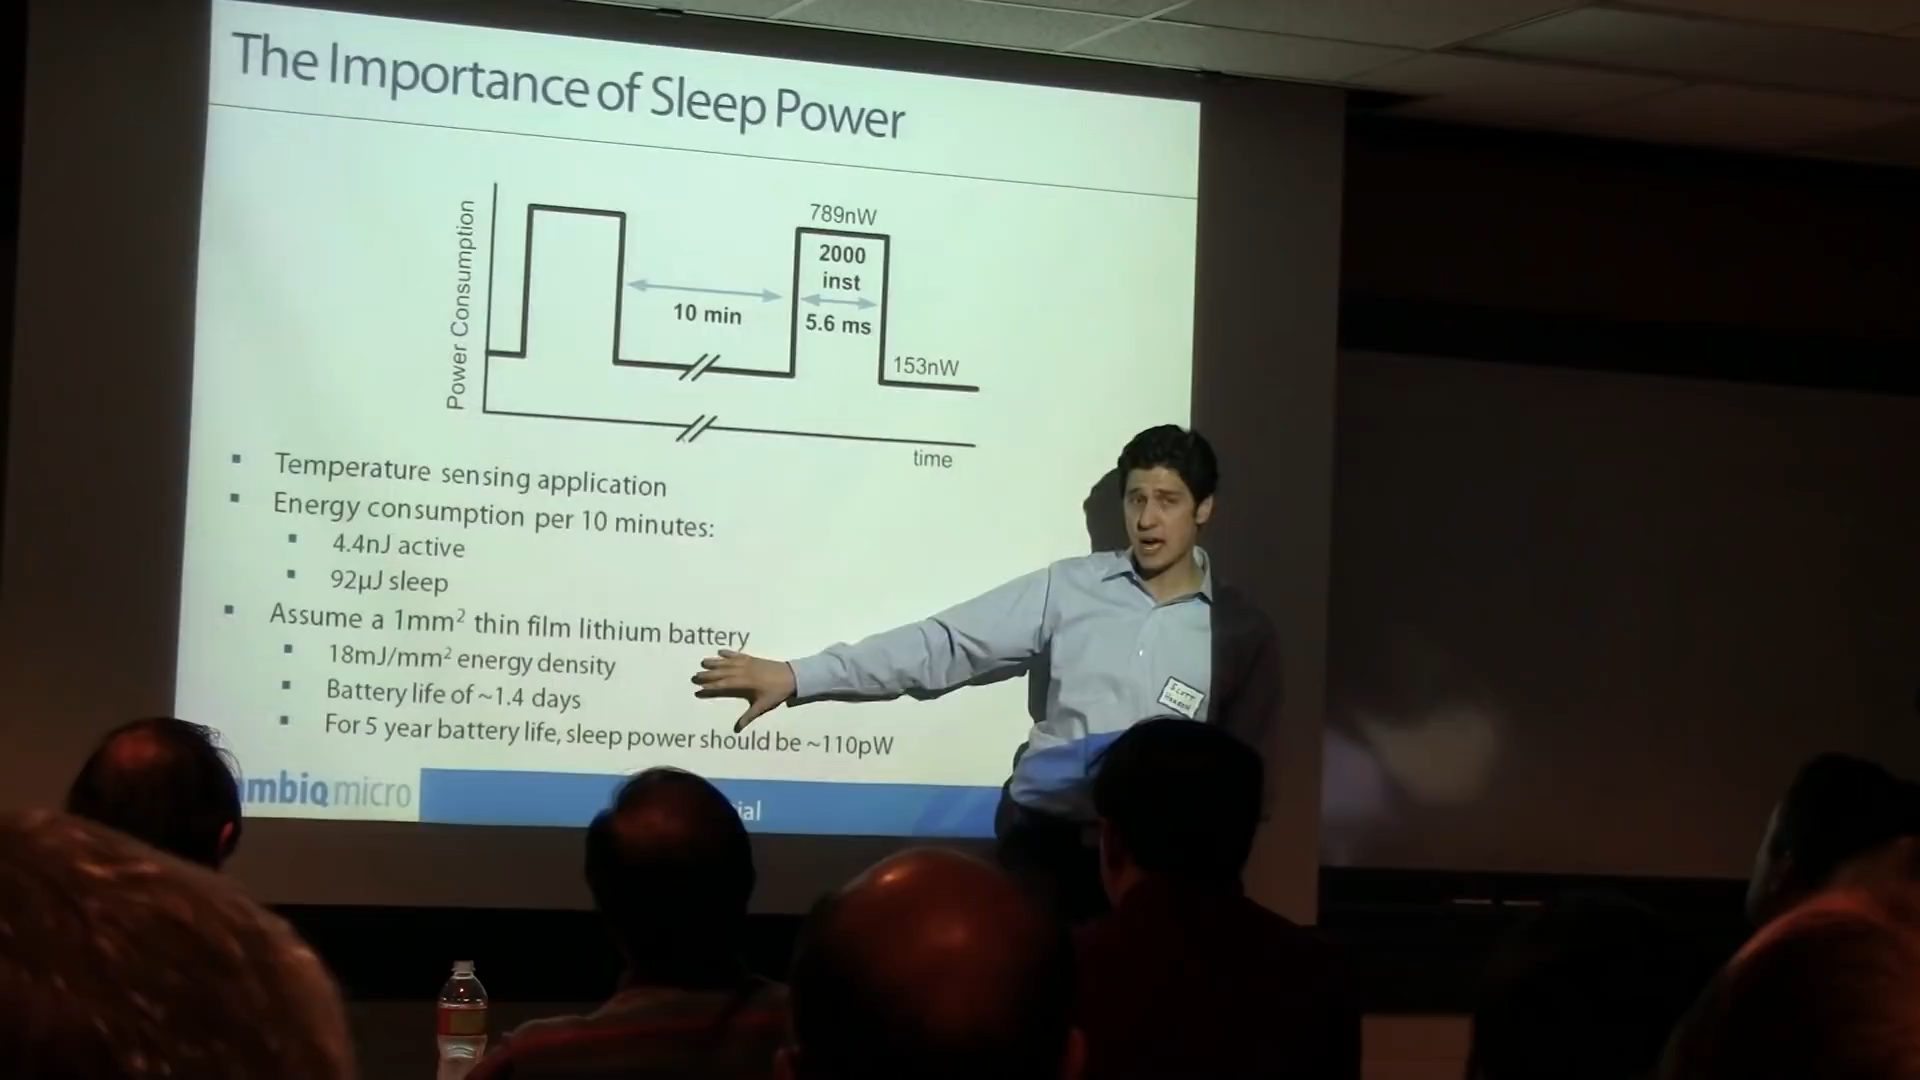 The Importance of Sleep Power
Power Consumption
789nW
2000
inst
10 min
5.6 ms
153nW
time
Temperature sensing application
Energy consumption per 10 minutes:
4.4nJ active
92µJ sleep
Assume a 1mm² thin film lithium battery
18mJ/mm² energy density
Battery life of ~1.4 days
For 5 year battery life, sleep power should be ~110pW
ambiq micro
ial
SCOTT
HANSON